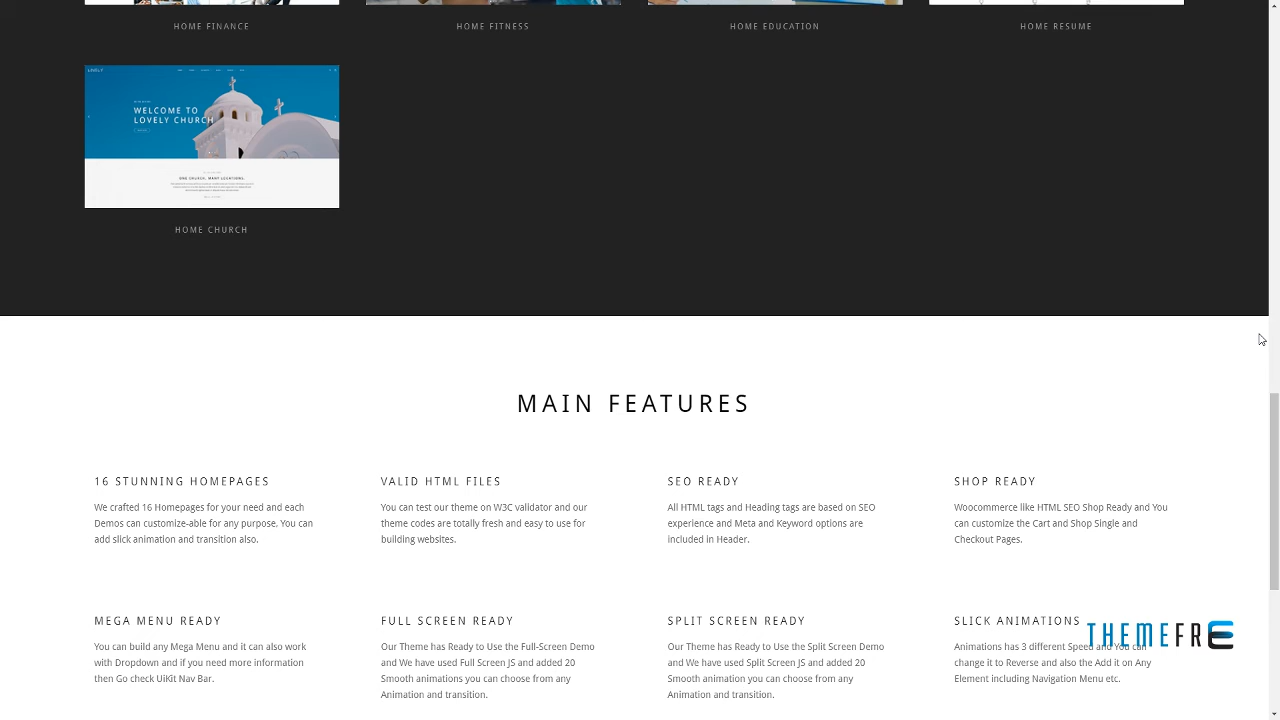 HOME FINANCE
HOME FITNESS
HOME EDUCATION
HOME RESUME
LOVELY
WELCOME TO
LOVELY CHURCH
ONE CHURCH, MANY LOCATIONS.
HOME CHURCH
MAIN FEATURES
16 STUNNING HOMEPAGES
We crafted 16 Homepages for your need and each
Demos can customize-able for any purpose. You can
add slick animation and transition also.
VALID HTML FILES
You can test our theme on W3C validator and our
theme codes are totally fresh and easy to use for
building websites.
SEO READY
All HTML tags and Heading tags are based on SEO
experience and Meta and Keyword options are
included in Header.
SHOP READY
Woocommerce like HTML SEO Shop Ready and You
can customize the Cart and Shop Single and
Checkout Pages.
MEGA MENU READY
You can build any Mega Menu and it can also work
with Dropdown and if you need more information
then Go check UiKit Nav Bar.
FULL SCREEN READY
Our Theme has Ready to Use the Full-Screen Demo
and We have used Full Screen JS and added 20
Smooth animations you can choose from any
Animation and transition.
SPLIT SCREEN READY
Our Theme has Ready to Use the Split Screen Demo
and We have used Split Screen JS and added 20
Smooth animation you can choose from any
Animation and transition.
SLICK ANIMATIONS
Animations has 3 different Speed and You can
change it to Reverse and also the Add it on Any
Element including Navigation Menu etc.
THEMEFRE